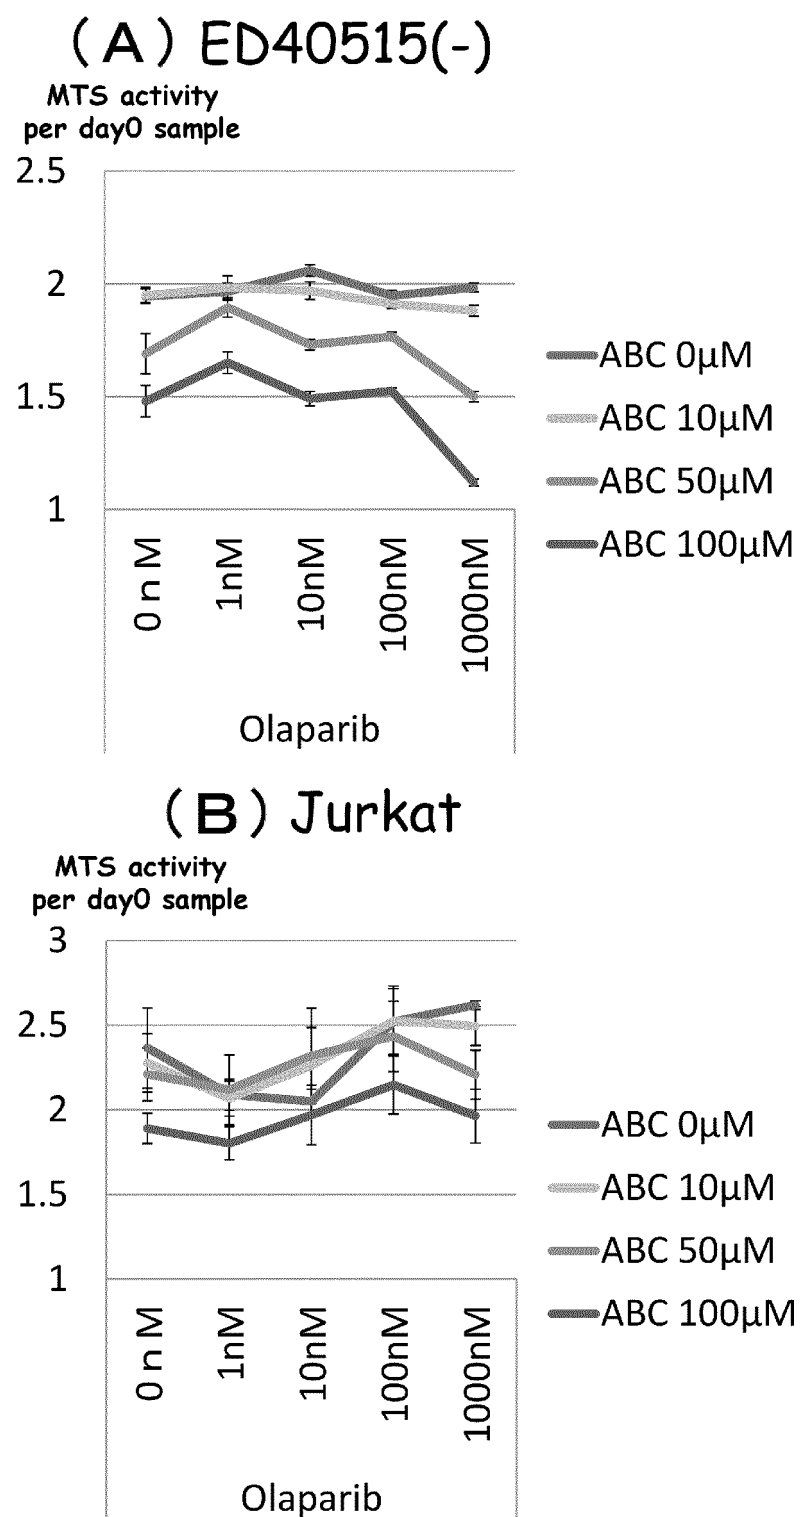 (A) ED40515(-)
MTS activity
per day0 sample
2.5
2
1.5
1
0 n M
1nM
10nM
100nM
1000nM
Olaparib
ABC 0μM
ABC 10μM
ABC 50μM
ABC 100μM
(B) Jurkat
MTS activity
per day0 sample
3
2.5
2
1.5
1
0 n M
1nM
10nM
100nM
1000nM
Olaparib
ABC 0μM
ABC 10μM
ABC 50μM
ABC 100μM